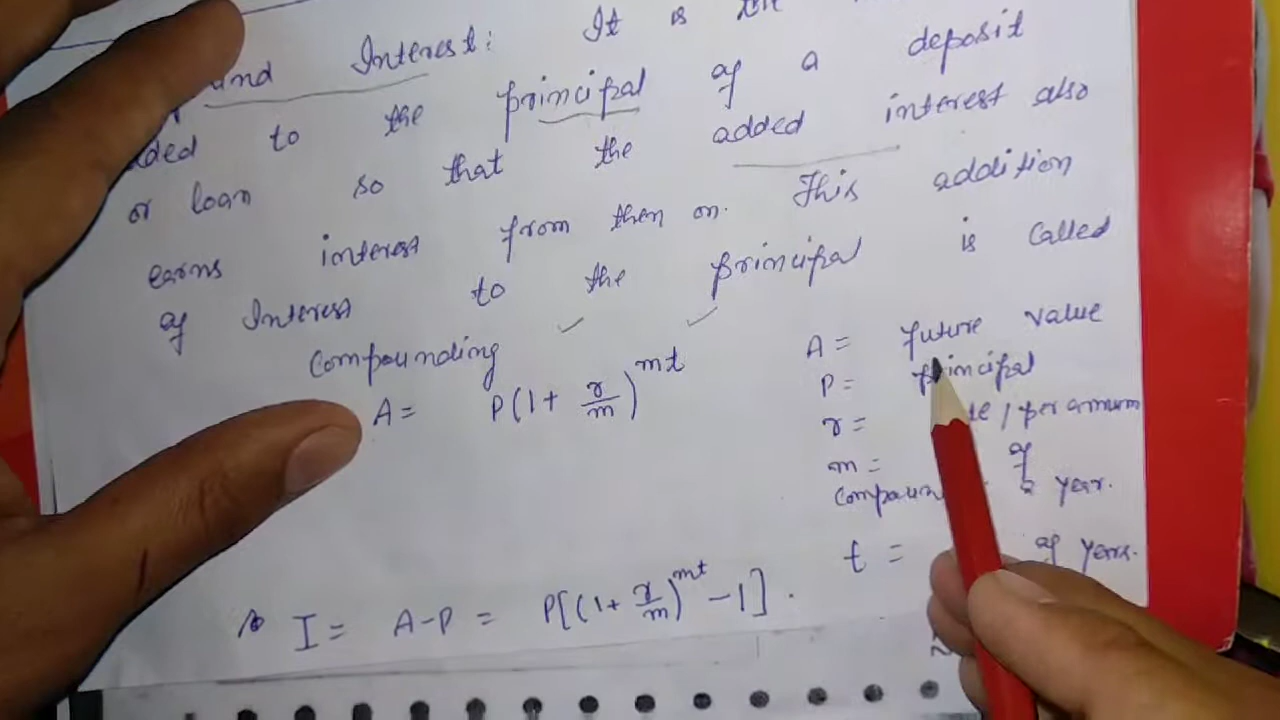 und Interest: It is
ded to the principal of a deposit
or loan so that the added interest also
earns interest from then on. This addition
of Interest to the principal is called
Compounding
A = P(1 + r/m)^mt
A = future value
P = principal
r = / per annum
m = of
a year.
t = of years.
I = A-P = P[(1+ r/m)^mt -1].